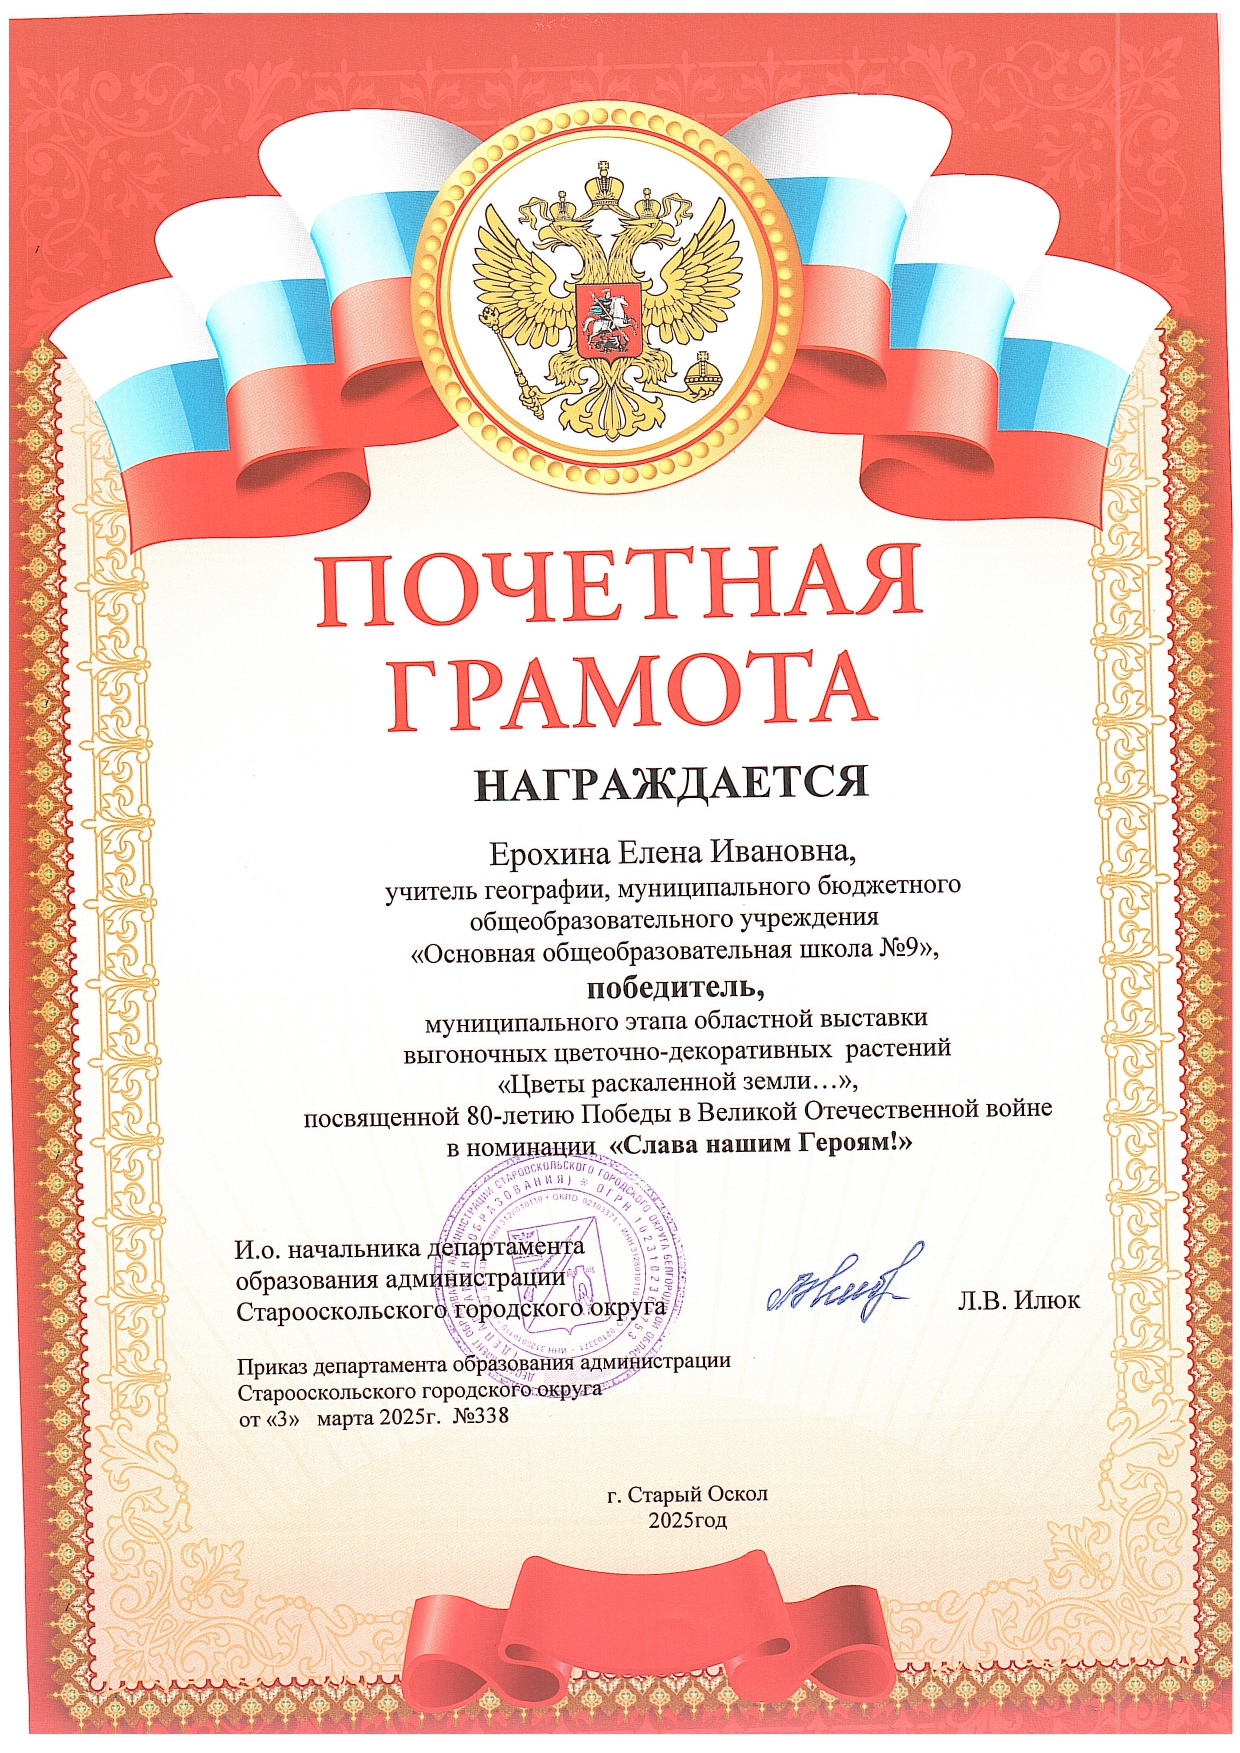 ПОЧЕТНАЯ
ГРАМОТА
НАГРАЖДАЕТСЯ
Ерохина Елена Ивановна,
учитель географии, муниципального бюджетного
общеобразовательного учреждения
«Основная общеобразовательная школа №9»,
победитель,
муниципального этапа областной выставки
выгоночных цветочно-декоративных растений
«Цветы раскаленной земли…»,
посвященной 80-летию Победы в Великой Отечественной войне
в номинации «Слава нашим Героям!»
И.о. начальника департамента
образования администрации
Старооскольского городского округа
Л.В. Илюк
Приказ департамента образования администрации
Старооскольского городского округа
от «3» марта 2025г. №338
г. Старый Оскол
2025год